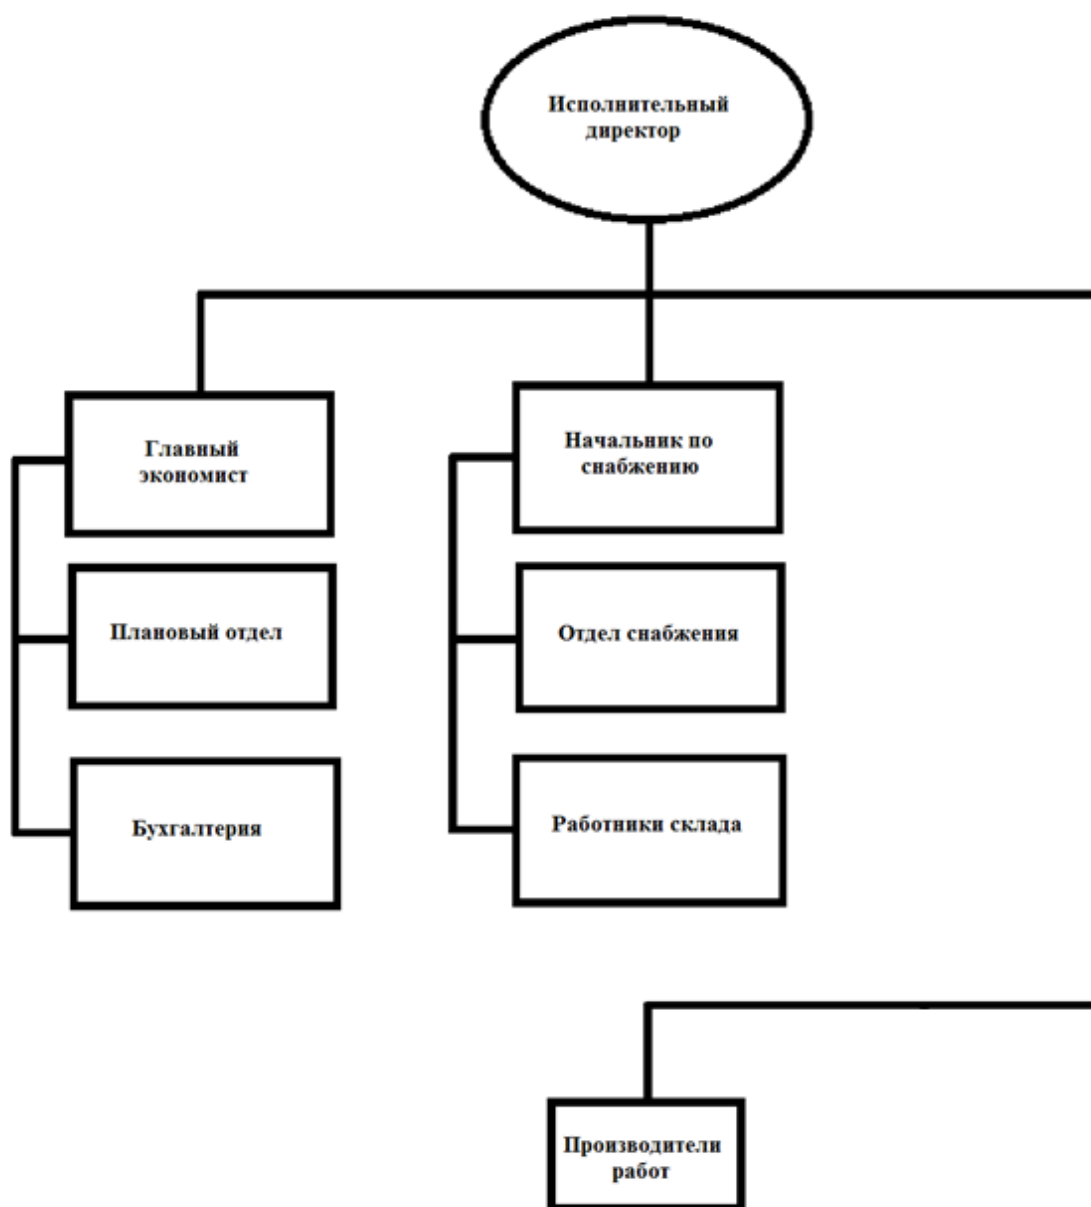 Исполнительный
директор
Главный
экономист
Начальник по
снабжению
Плановый отдел
Отдел снабжения
Бухгалтерия
Работники склада
Производители
работ